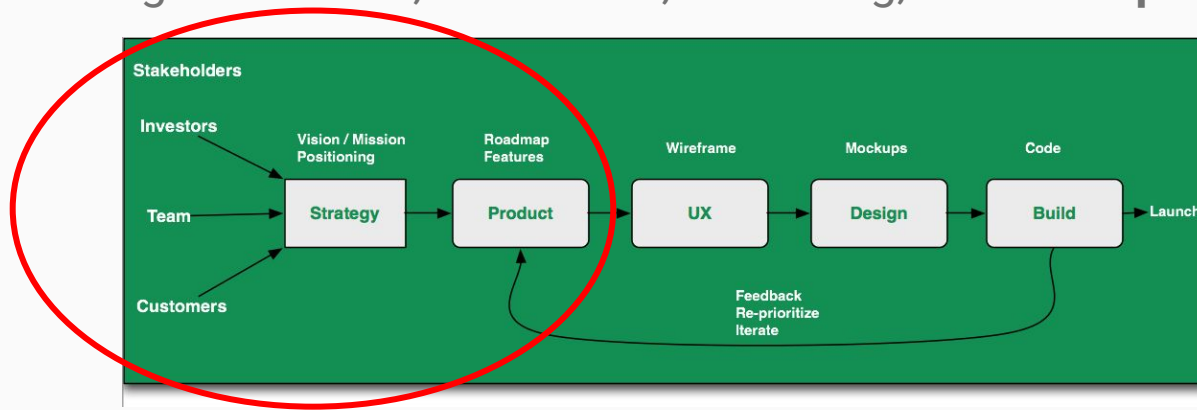 Stakeholders
Investors
Vision / Mission
Positioning
Roadmap
Features
Wireframe
Mockups
Code
Team
Strategy
Product
UX
Design
Build
Launch
Customers
Feedback
Re-prioritize
Iterate